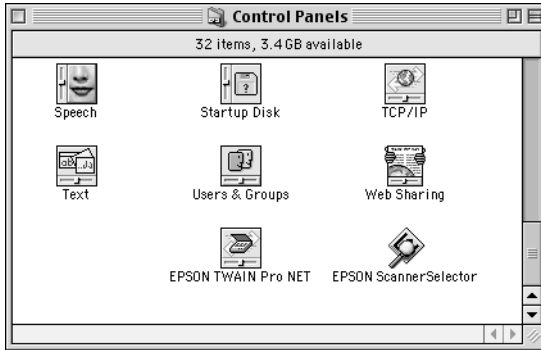 Control Panels
32 items, 3.4 GB available
Speech
Startup Disk
TCP/IP
Text
Users & Groups
Web Sharing
EPSON TWAIN Pro NET
EPSON ScannerSelector